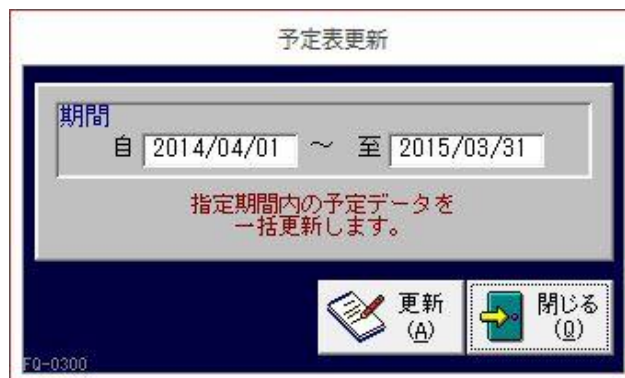 予定表更新
期間
自 2014/04/01 ～ 至 2015/03/31
指定期間内の予定データを
一括更新します。
更新 閉じる
(A) (Q)
FQ-0300